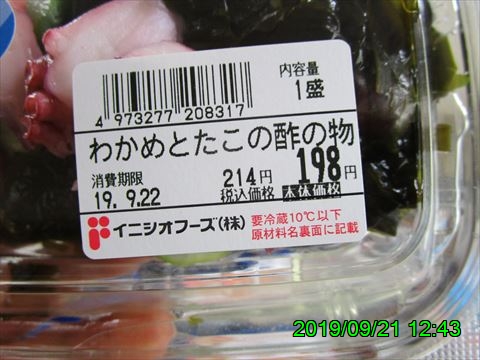 内容量
1盛
4 973277 208317
わかめとたこの酢の物
消費期限
19. 9.22
214円
税込価格
198円
本体価格
イニシオフーズ(株)
要冷蔵10℃以下
原材料名裏面に記載
2019/09/21 12:43